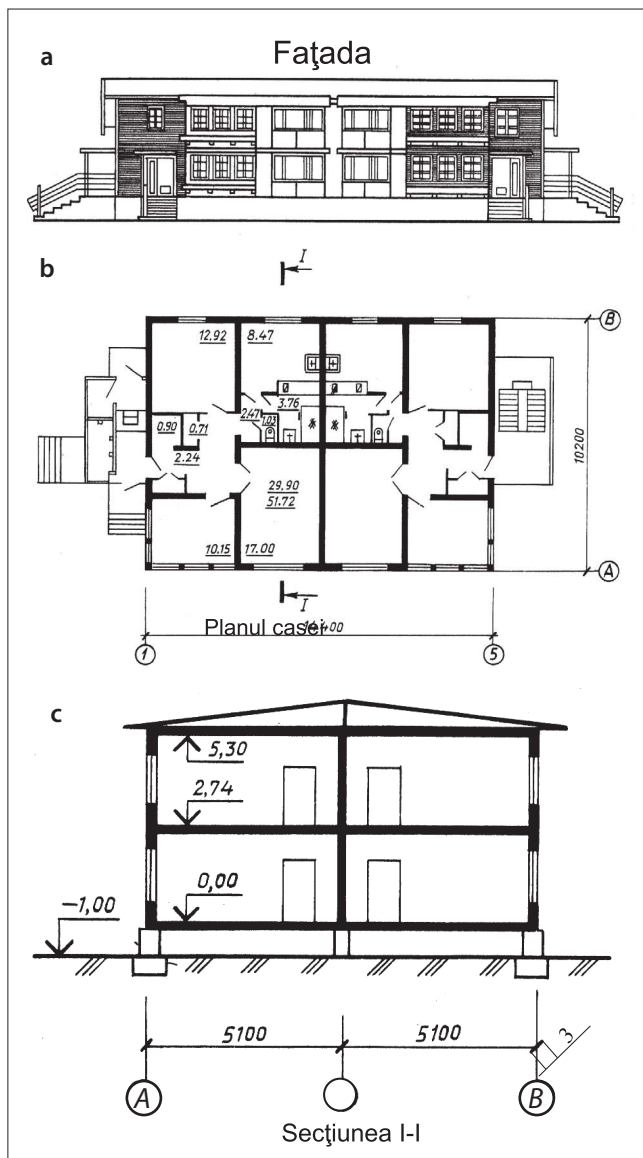 a
Faţada
b
I
B
12.92 8.47
3.76
2.47 1.03
0.90 0.71
2.24
29.90
51.72
10200
10.15 17.00
A
I
Planul casei
1 5
c
5,30
2,74
0,00
–1,00
5100 5100
3
A B
Secţiunea I-I